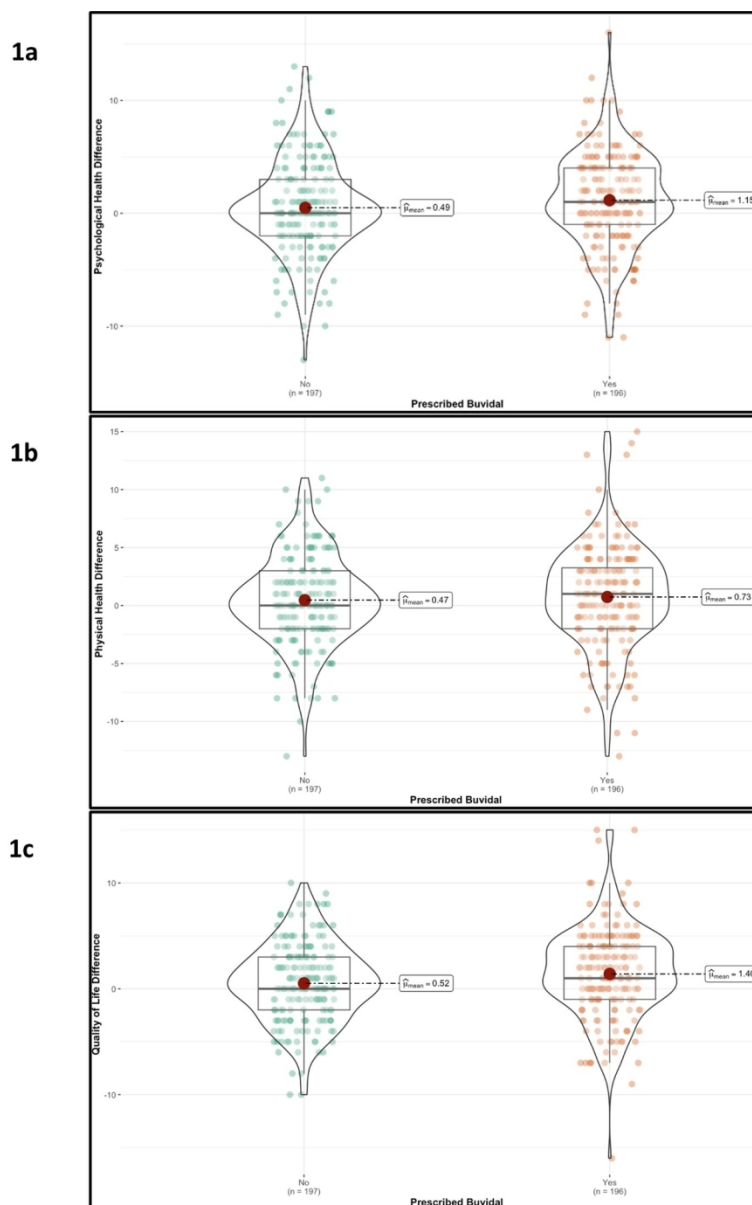 1a
Psychological Health Difference
10
0
-10
μ̂mean = 0.49
μ̂mean = 1.15
No
(n = 197)
Yes
(n = 196)
Prescribed Buvidal
1b
Physical Health Difference
15
10
5
0
-5
-10
μ̂mean = 0.47
μ̂mean = 0.73
No
(n = 197)
Yes
(n = 196)
Prescribed Buvidal
1c
Quality of Life Difference
10
0
-10
μ̂mean = 0.52
μ̂mean = 1.40
No
(n = 197)
Yes
(n = 196)
Prescribed Buvidal